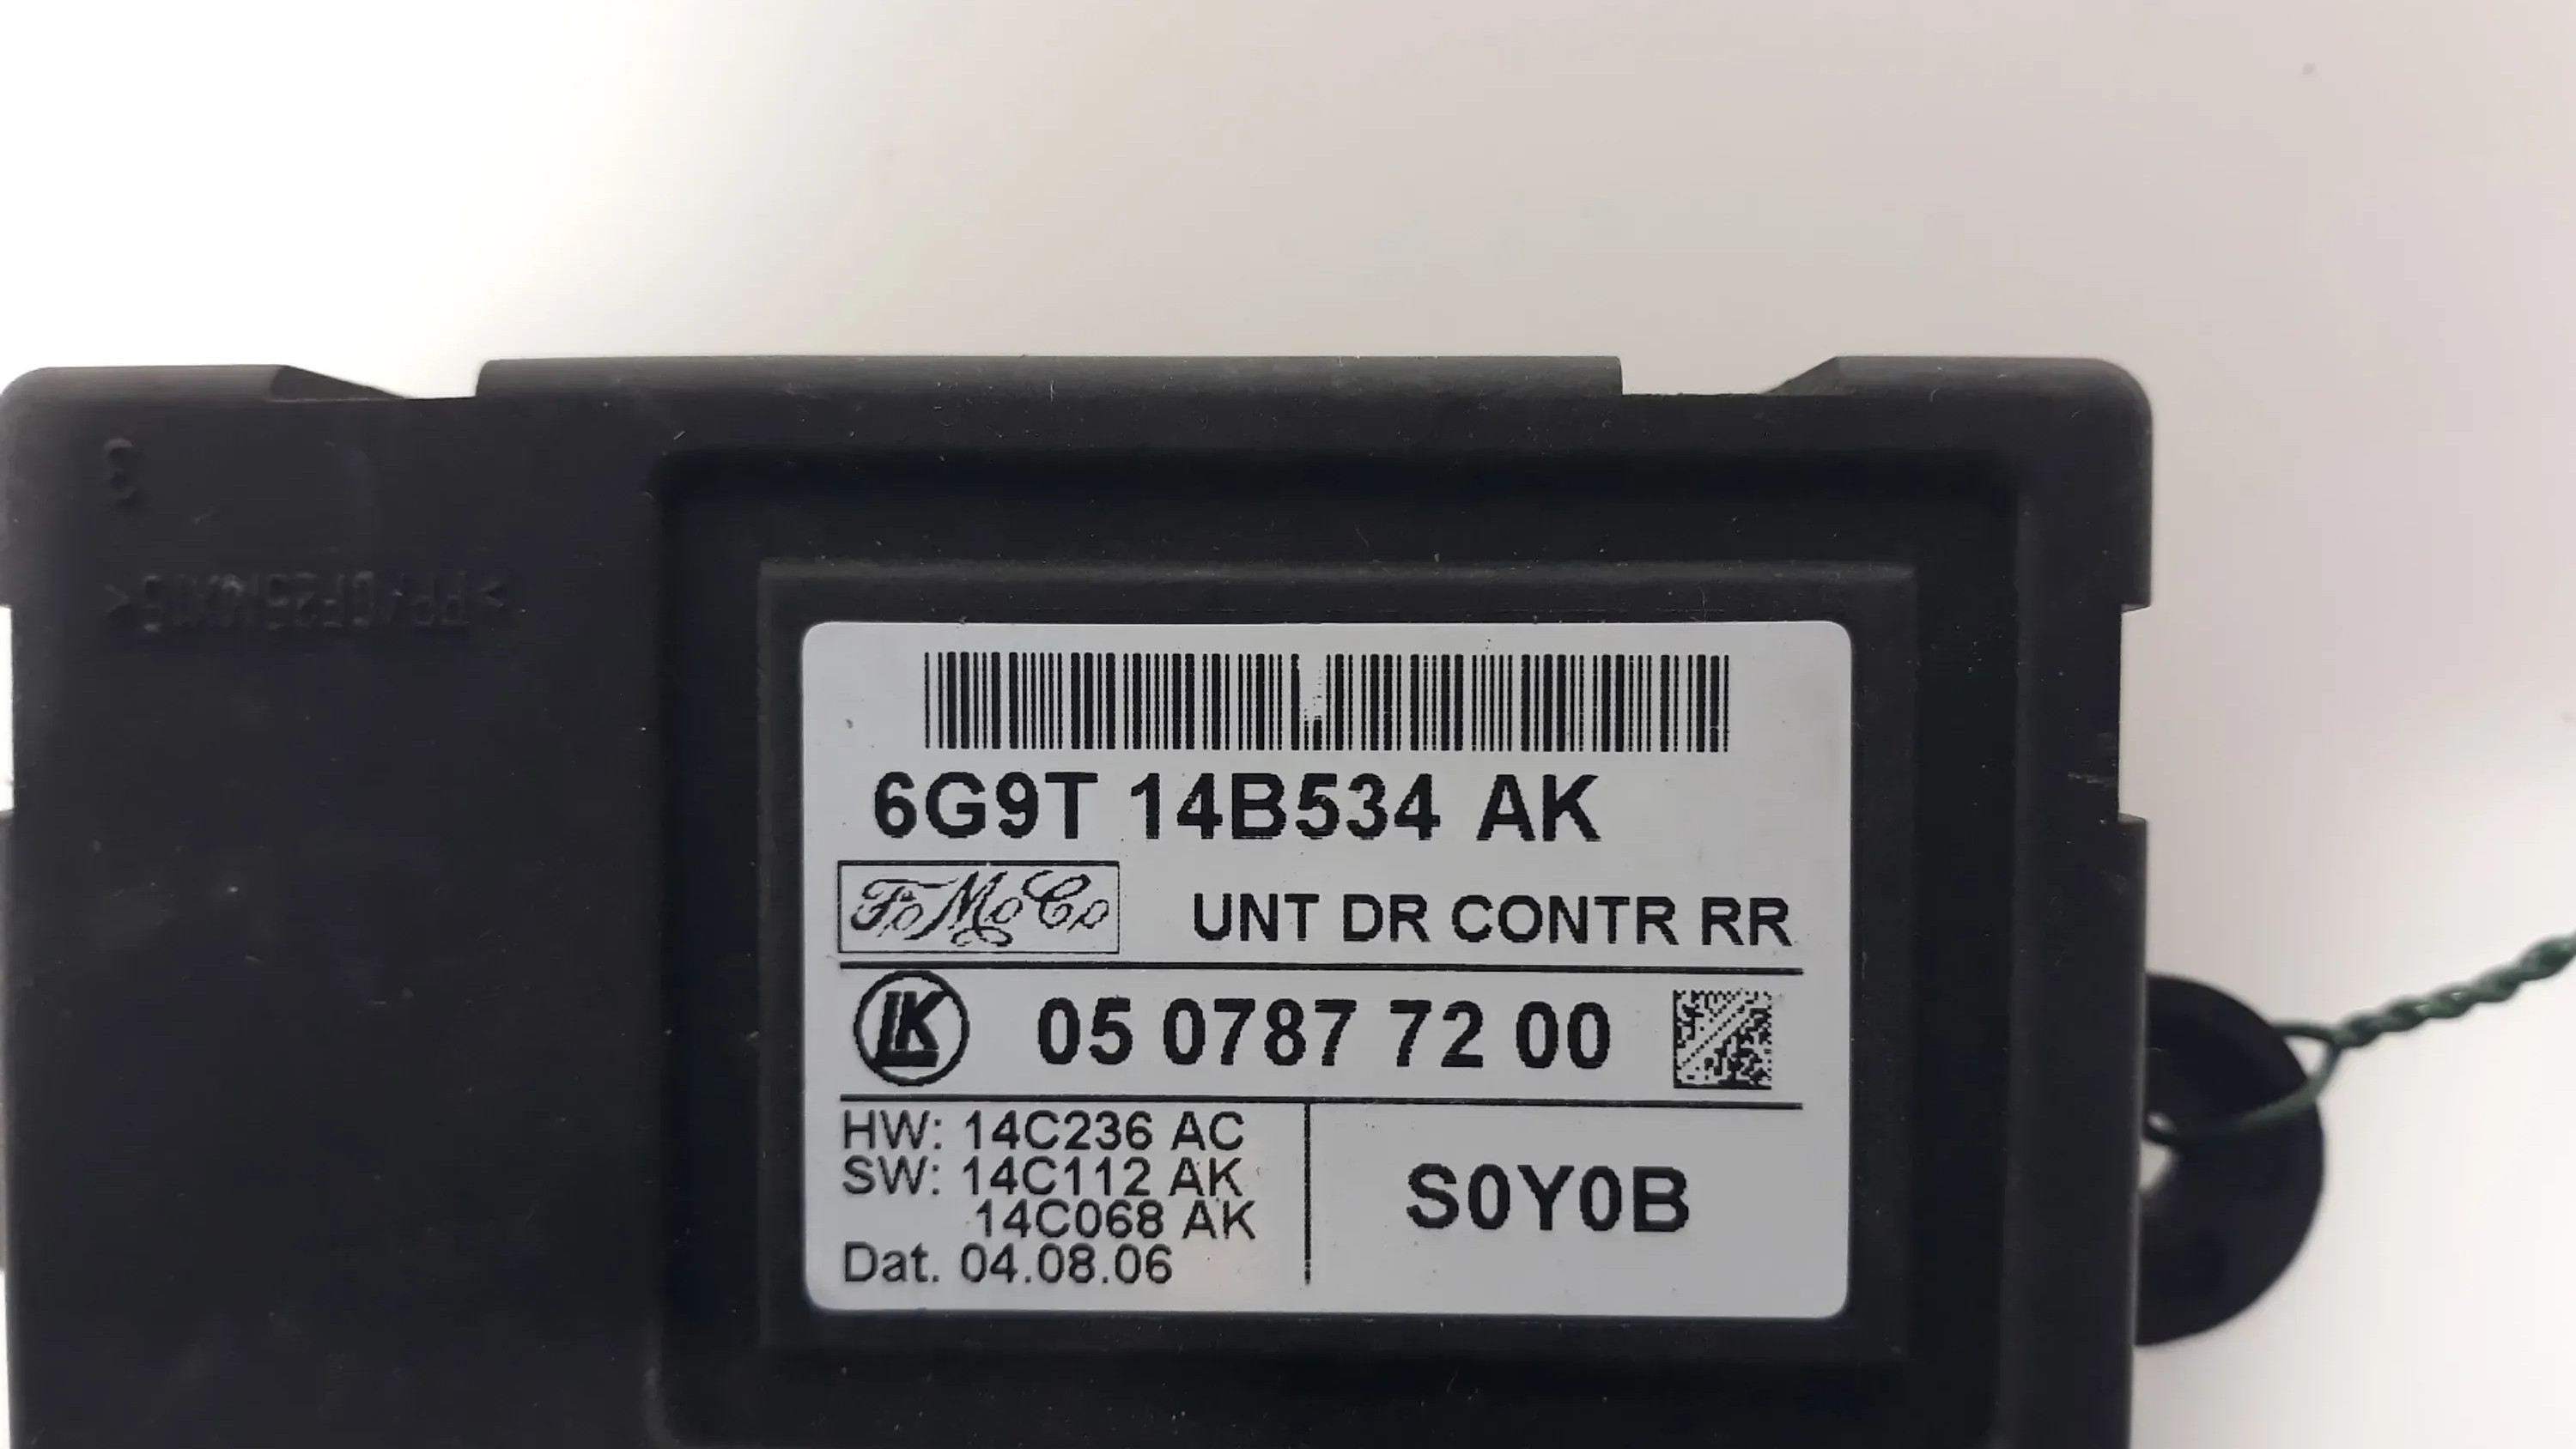 3
6G9T 14B534 AK
FoMoCo
UNT DR CONTR RR
LK
05 0787 72 00
HW: 14C236 AC
SW: 14C112 AK
14C068 AK
Dat. 04.08.06
S0Y0B